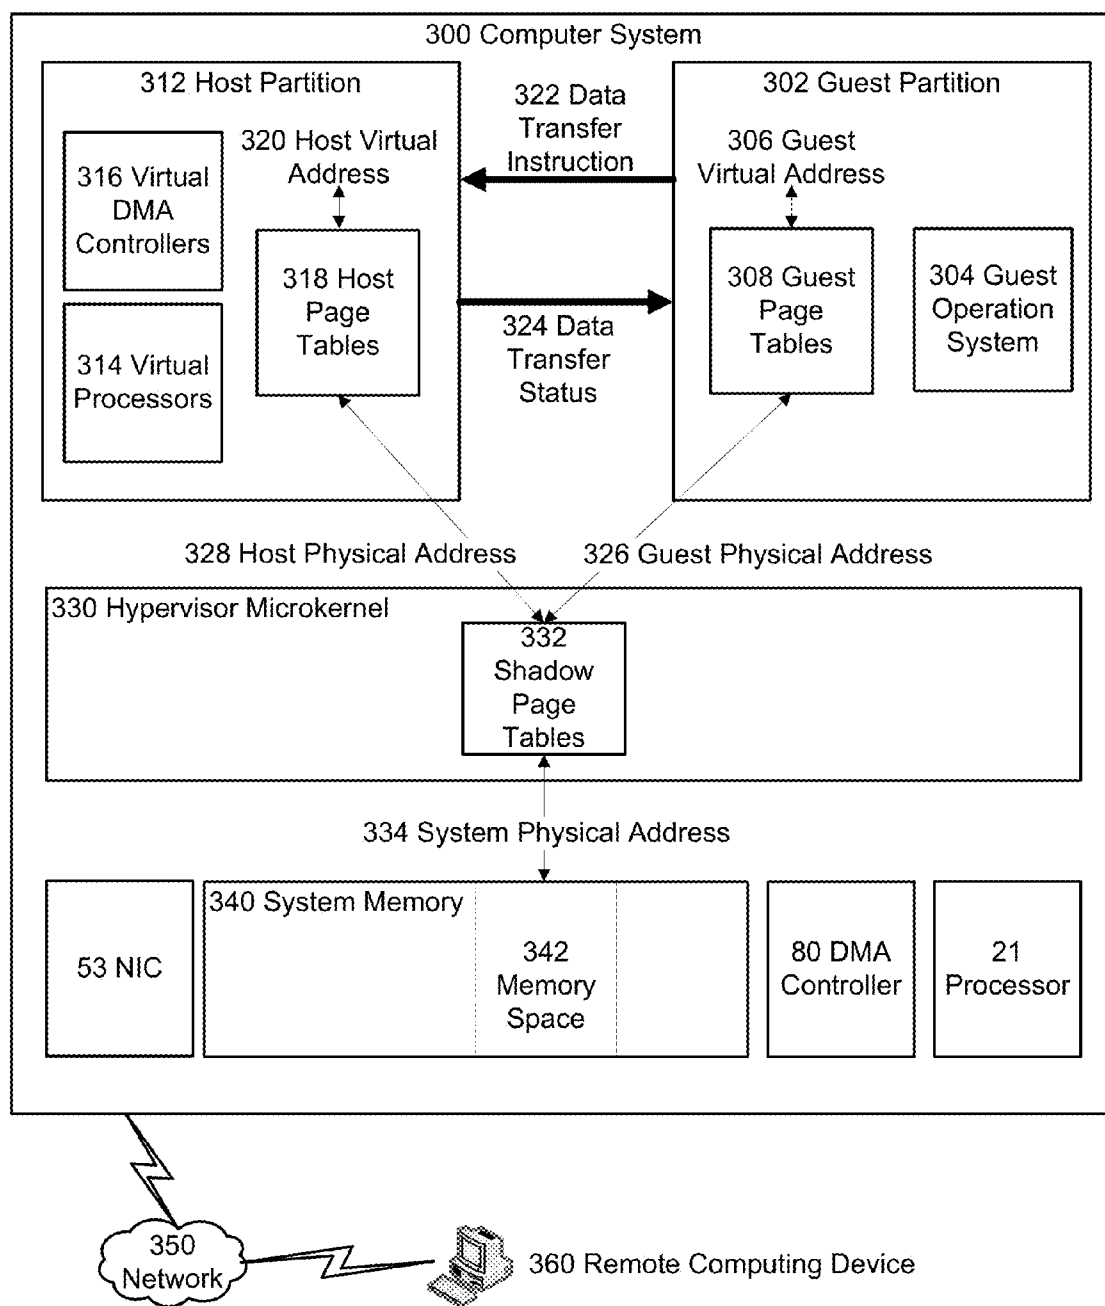 300 Computer System
312 Host Partition
302 Guest Partition
322 Data
Transfer
Instruction
320 Host Virtual
Address
306 Guest
Virtual Address
316 Virtual
DMA
Controllers
318 Host
Page
Tables
308 Guest
Page
Tables
304 Guest
Operation
System
324 Data
Transfer
Status
314 Virtual
Processors
328 Host Physical Address
326 Guest Physical Address
330 Hypervisor Microkernel
332
Shadow
Page
Tables
334 System Physical Address
53 NIC
340 System Memory
342
Memory
Space
80 DMA
Controller
21
Processor
350
Network
360 Remote Computing Device